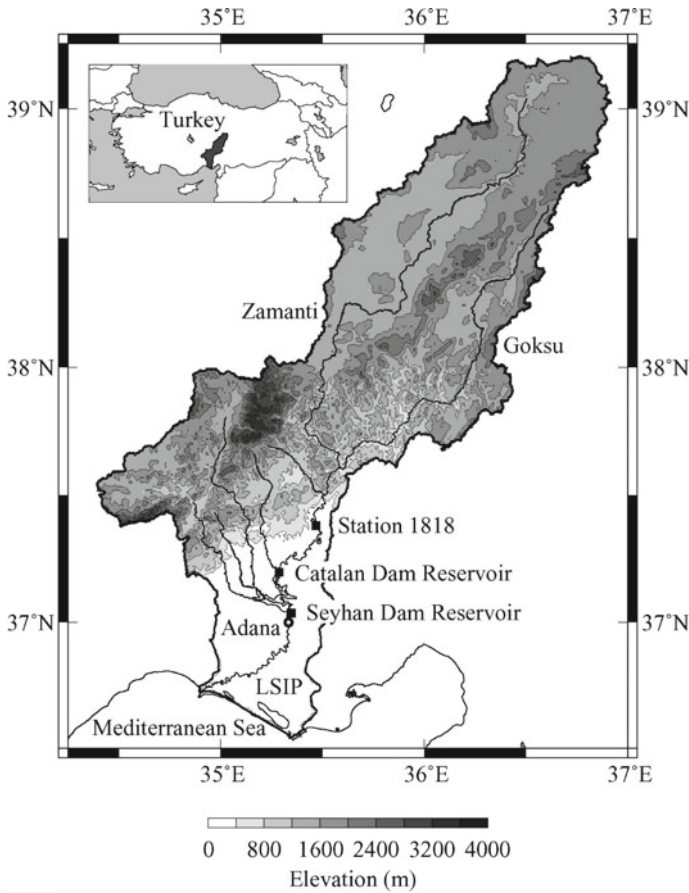 35°E 36°E 37°E
39°N 39°N
Turkey
Zamanti
Goksu
38°N 38°N
Station 1818
Catalan Dam Reservoir
Seyhan Dam Reservoir
37°N Adana 37°N
LSIP
Mediterranean Sea
35°E 36°E 37°E
0 800 1600 2400 3200 4000
Elevation (m)